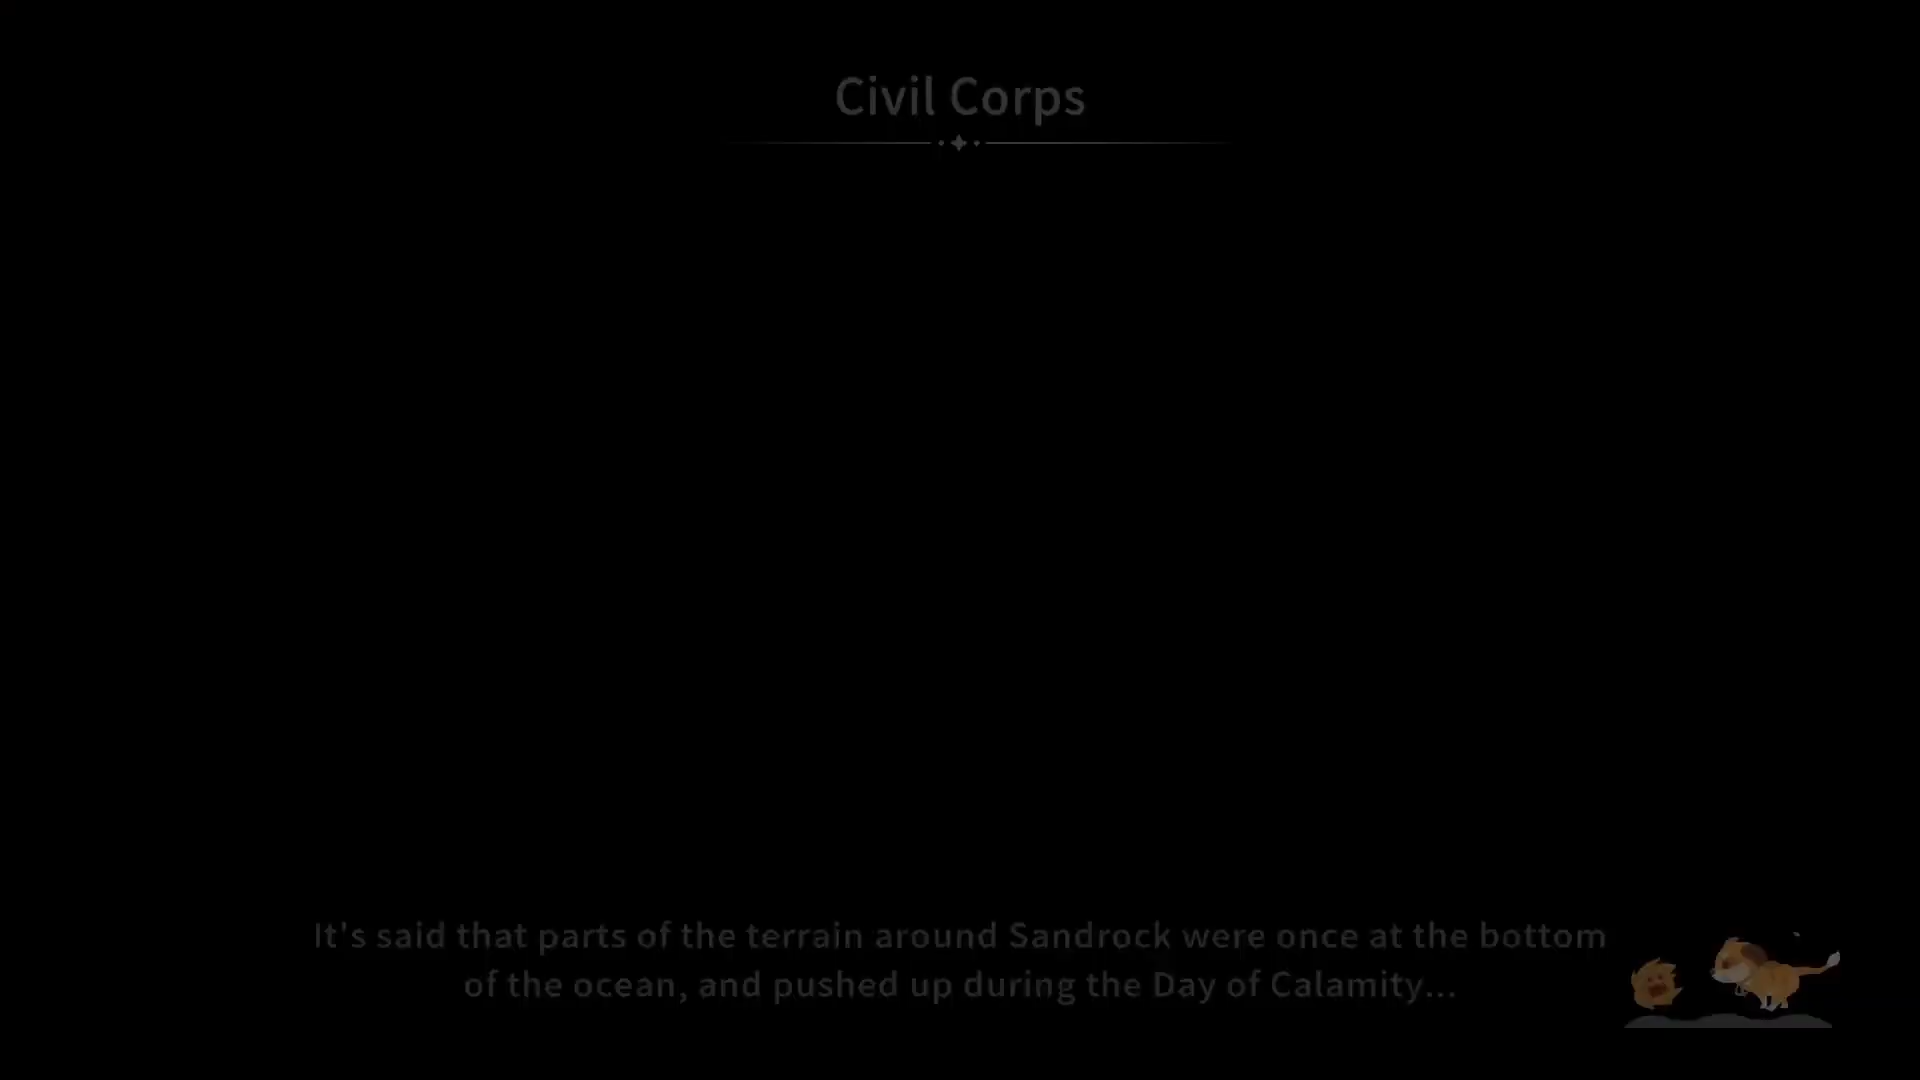 Civil Corps
It's said that parts of the terrain around Sandrock were once at the bottom
of the ocean, and pushed up during the Day of Calamity...